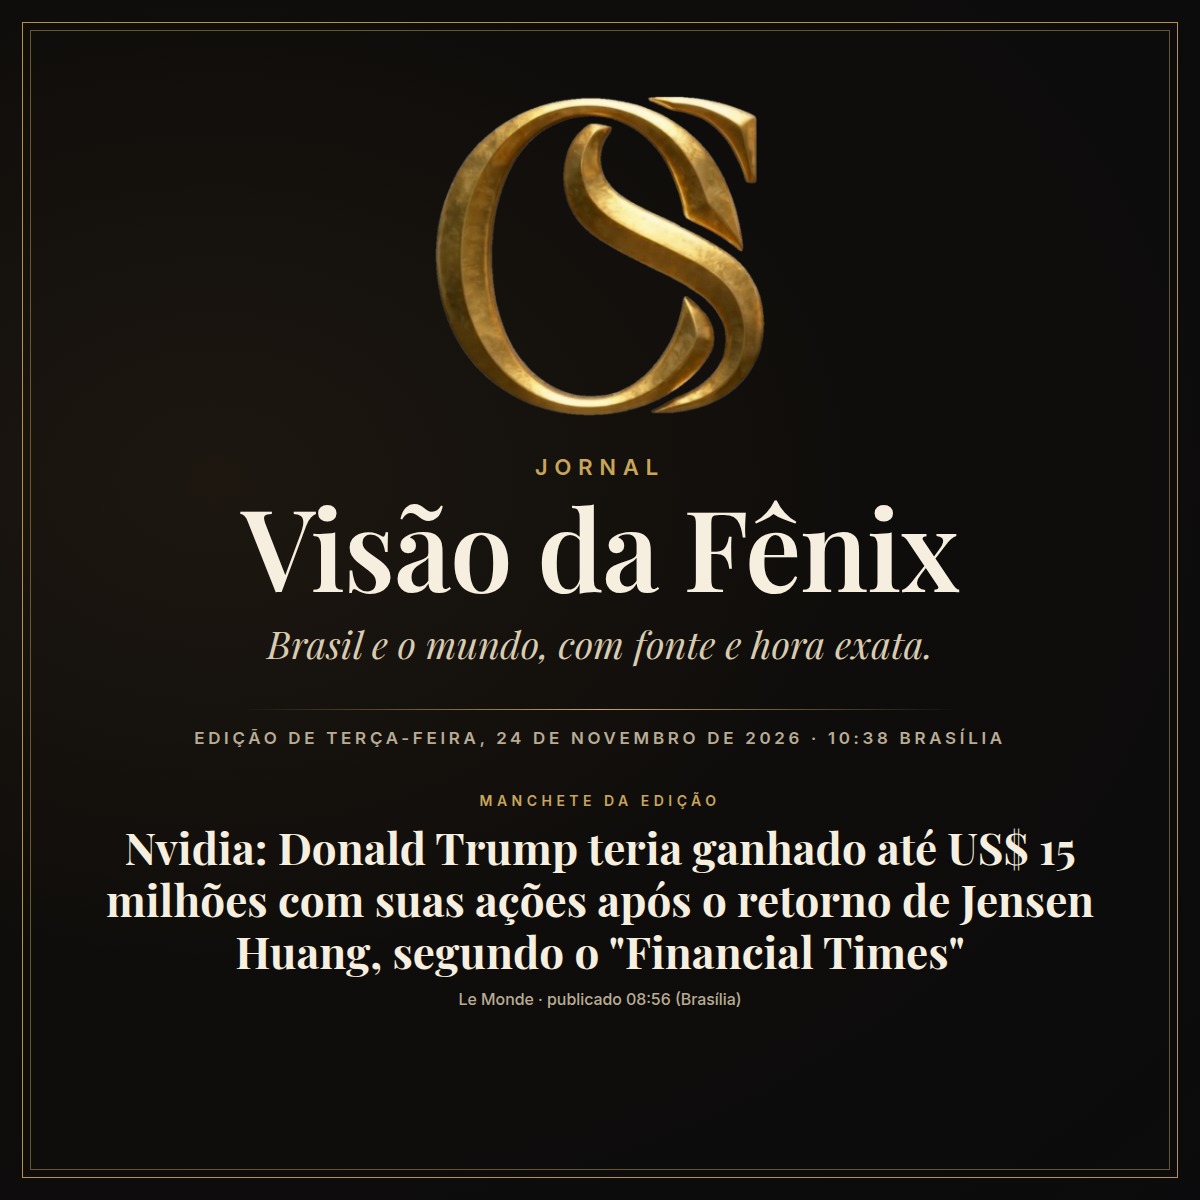 CS
JORNAL
Visão da Fênix
Brasil e o mundo, com fonte e hora exata.
EDIÇÃO DE TERÇA-FEIRA, 24 DE NOVEMBRO DE 2026 · 10:38 BRASÍLIA
MANCHETE DA EDIÇÃO
Nvidia: Donald Trump teria ganhado até US$ 15
milhões com suas ações após o retorno de Jensen
Huang, segundo o "Financial Times"
Le Monde · publicado 08:56 (Brasília)